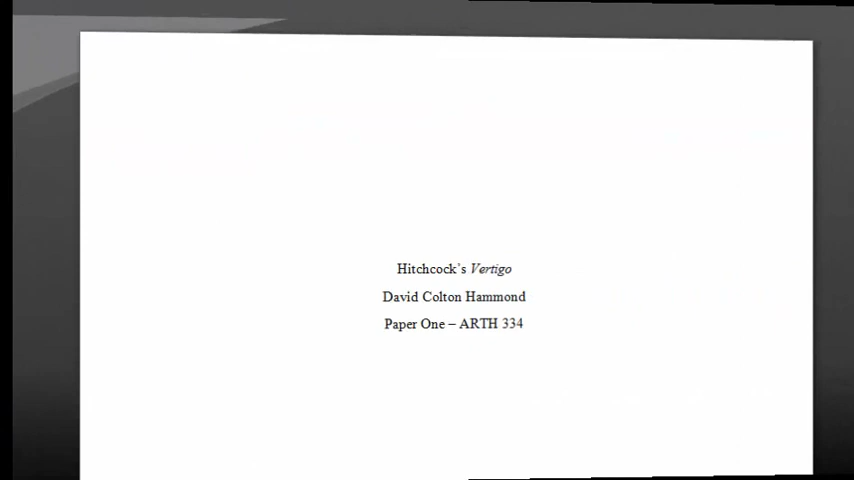 Hitchcock's Vertigo
David Colton Hammond
Paper One – ARTH 334